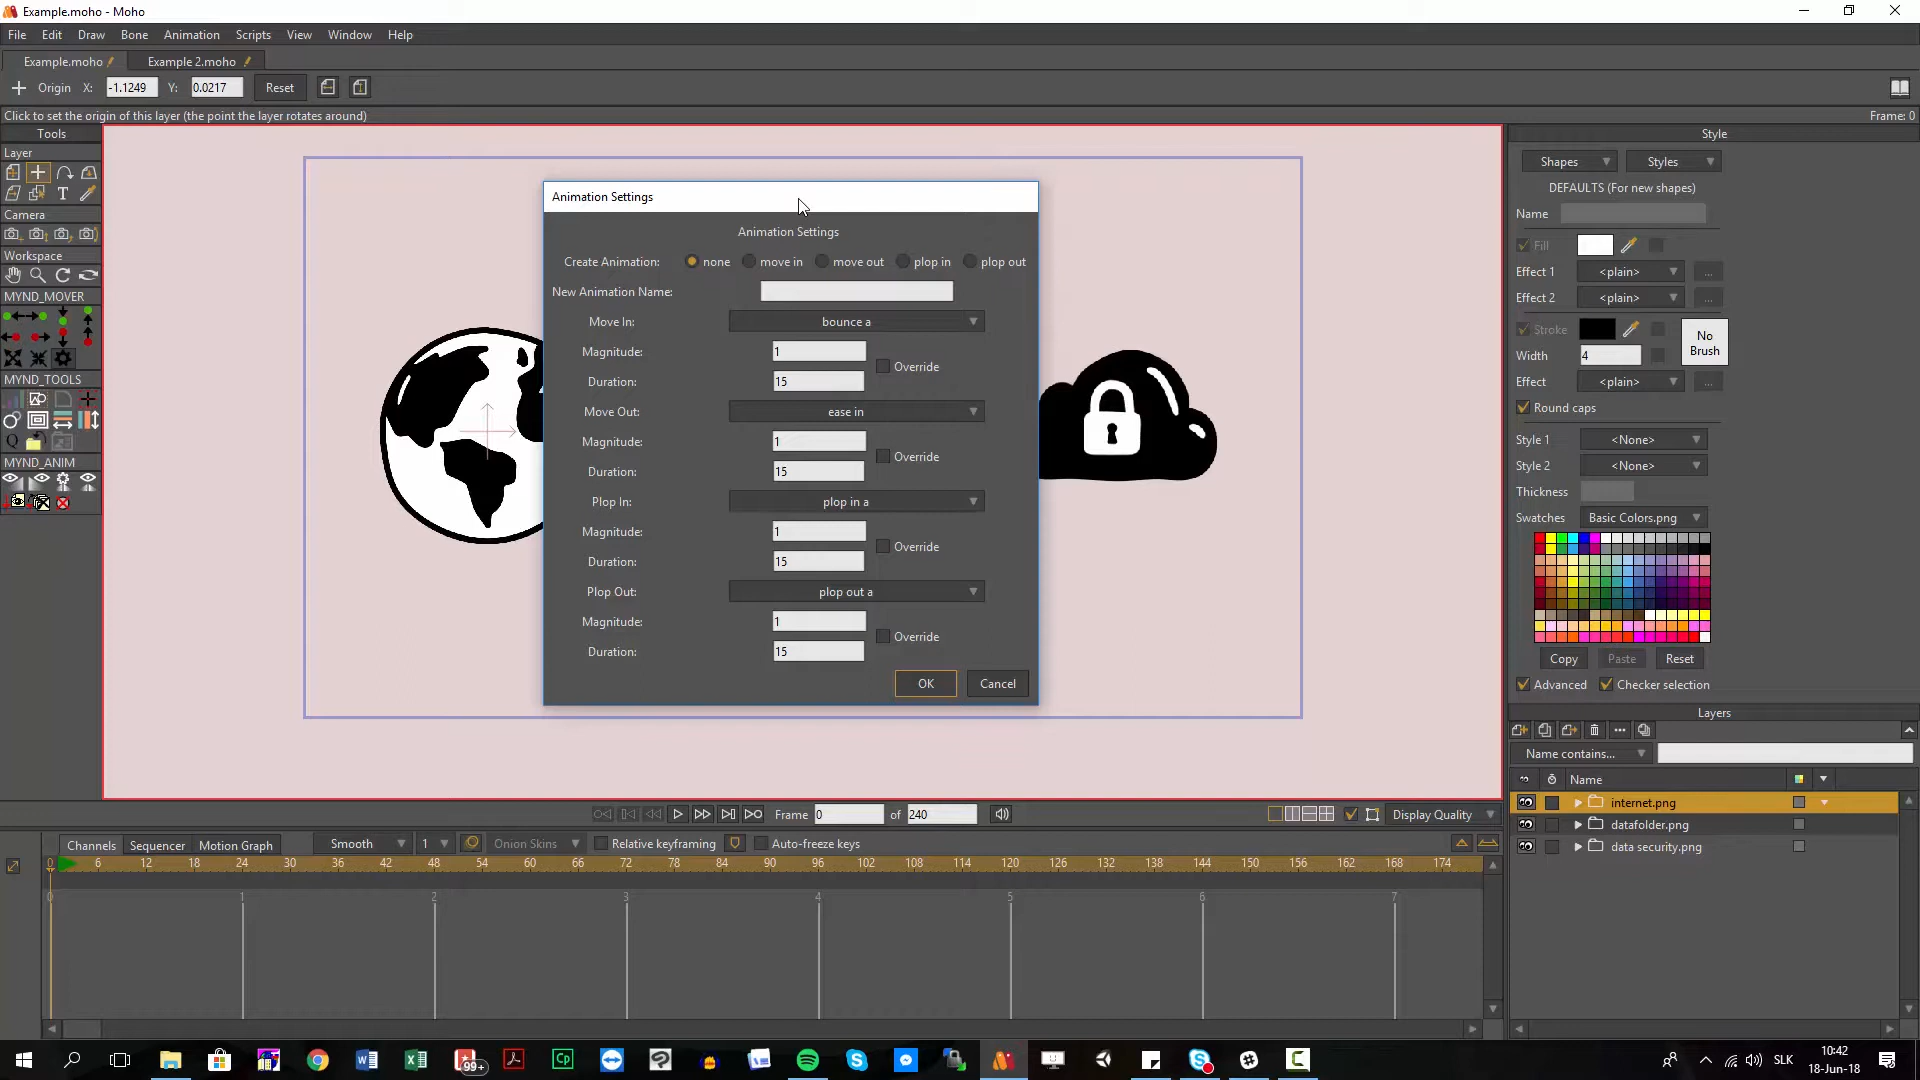 Example.moho - Moho
File Edit Draw Bone Animation Scripts View Window Help
Example.moho Example 2.moho
Origin X: -1.1249 Y: 0.0217 Reset
Click to set the origin of this layer (the point the layer rotates around) Frame: 0
Tools
Layer
Camera
Workspace
MYND_MOVER
MYND_TOOLS
MYND_ANIM
Animation Settings
Animation Settings
Create Animation: none move in move out plop in plop out
New Animation Name:
Move In: bounce a
Magnitude: 1
Override
Duration: 15
Move Out: ease in
Magnitude: 1
Override
Duration: 15
Plop In: plop in a
Magnitude: 1
Override
Duration: 15
Plop Out: plop out a
Magnitude: 1
Override
Duration: 15
OK Cancel
Style
Shapes Styles
DEFAULTS (For new shapes)
Name
Fill
Effect 1 <plain> ...
Effect 2 <plain> ...
Stroke
No Brush
Width 4
Effect <plain> ...
Round caps
Style 1 <None>
Style 2 <None>
Thickness
Swatches Basic Colors.png
Copy Paste Reset
Advanced Checker selection
Layers
Name contains...
Name
internet.png
datafolder.png
data security.png
Frame 0 of 240 Display Quality
Channels Sequencer Motion Graph Smooth 1 Onion Skins Relative keyframing Auto-freeze keys
0 6 12 18 24 30 36 42 48 54 60 66 72 78 84 90 96 102 108 114 120 126 132 138 144 150 156 162 168 174
0 1 2 3 4 5 6 7
99+ SLK 10:42
18-Jun-18